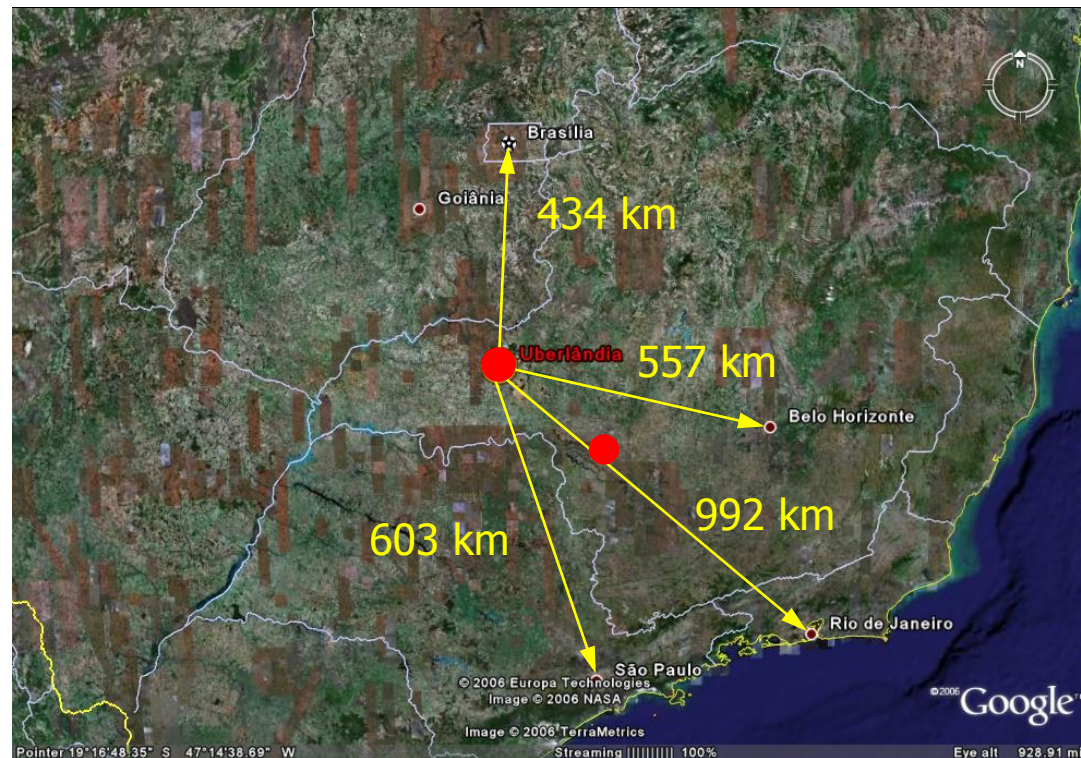 N
Brasília
Goiânia
434 km
Uberlândia
557 km
Belo Horizonte
992 km
603 km
Rio de Janeiro
São Paulo
© 2006 Europa Technologies
Image © 2006 NASA
©2006 Google™
Image © 2006 TerraMetrics
Pointer 19°16'48.35" S 47°14'38.69" W Streaming |||||||||| 100% Eye alt 928.91 mi